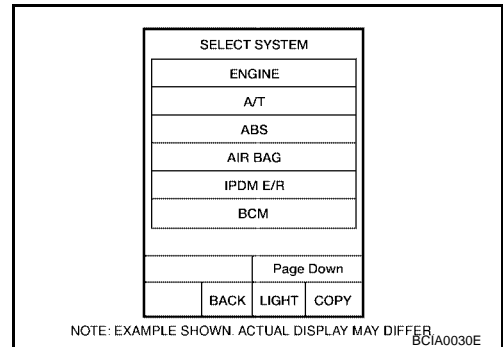 SELECT SYSTEM
ENGINE
A/T
ABS
AIR BAG
IPDM E/R
BCM
Page Down
BACK LIGHT COPY
NOTE: EXAMPLE SHOWN. ACTUAL DISPLAY MAY DIFFER.
BCIA0030E